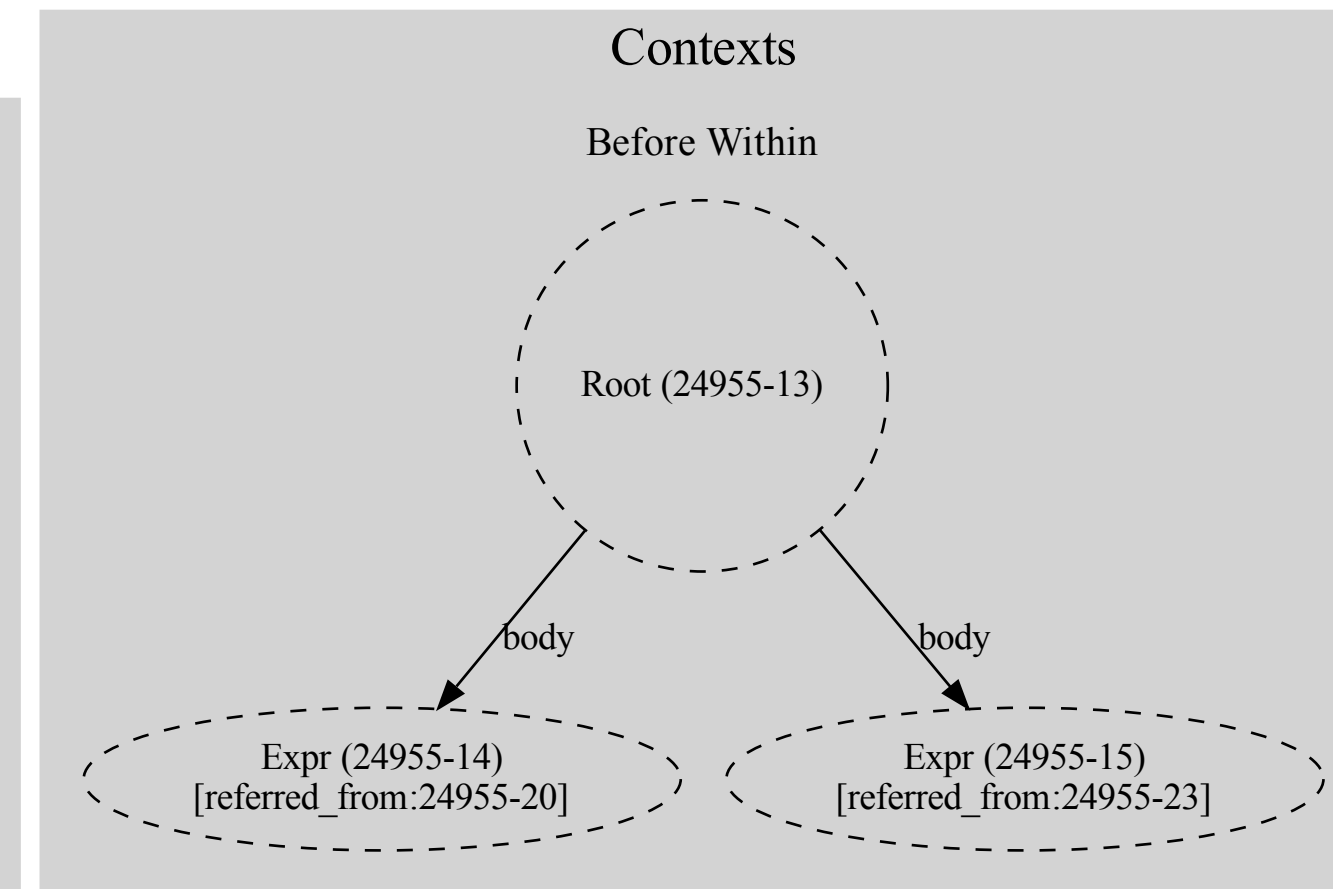 Contexts
Before Within
Root (24955-13)
body
body
Expr (24955-14)
[referred_from:24955-20]
Expr (24955-15)
[referred_from:24955-23]